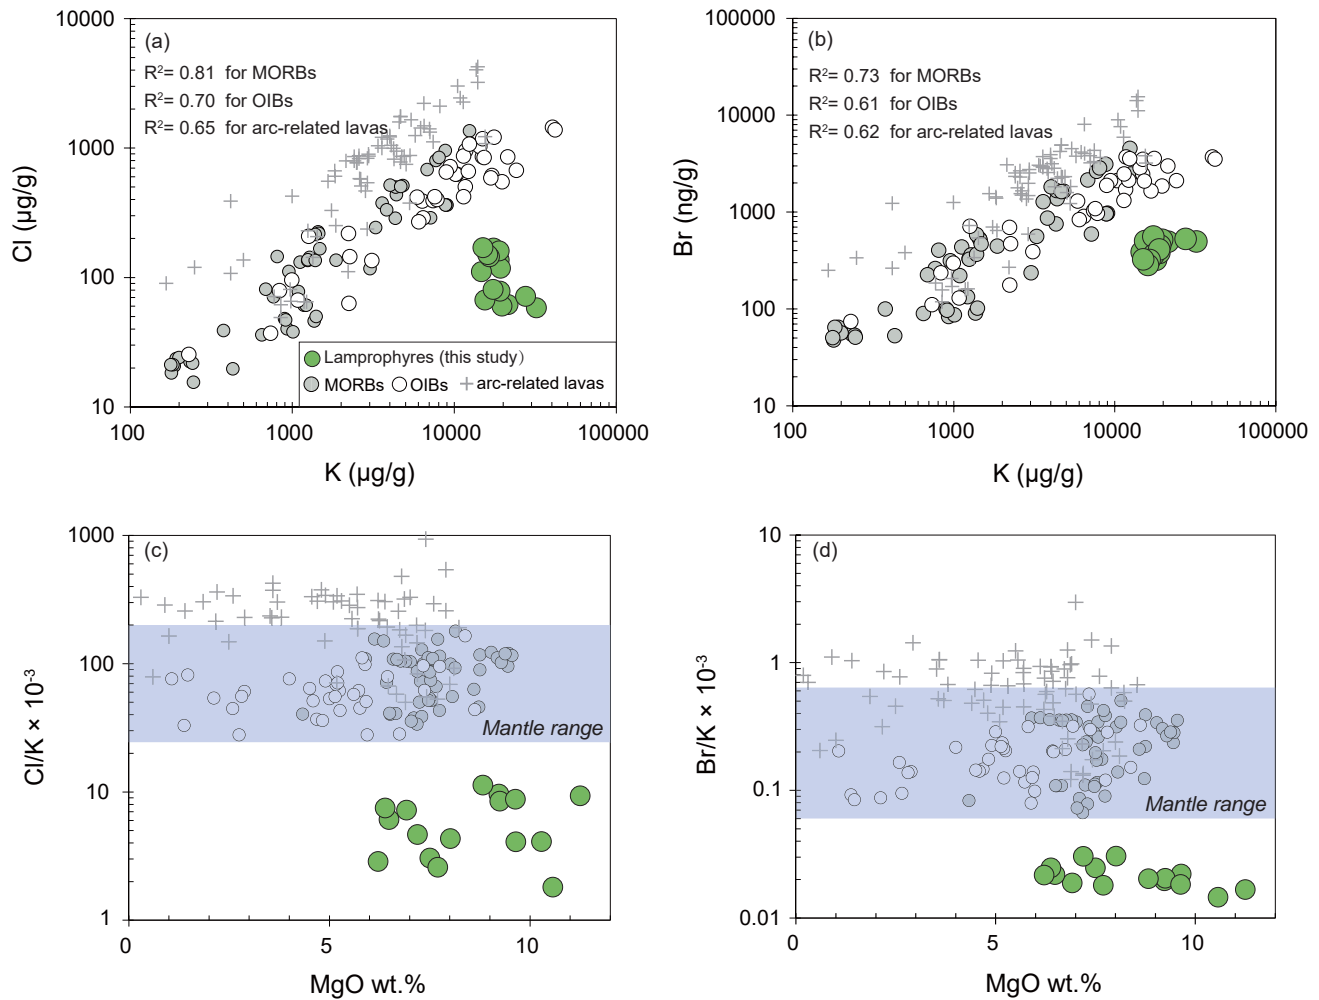 (a)
R²= 0.81 for MORBs
R²= 0.70 for OIBs
R²= 0.65 for arc-related lavas
10000
1000
100
10
Cl (µg/g)
Lamprophyres (this study)
MORBs OIBs arc-related lavas
100 1000 10000 100000
K (µg/g)
(b)
R²= 0.73 for MORBs
R²= 0.61 for OIBs
R²= 0.62 for arc-related lavas
100000
10000
1000
100
10
Br (ng/g)
100 1000 10000 100000
K (µg/g)
(c)
1000
100
10
1
Cl/K × 10⁻³
Mantle range
0 5 10
MgO wt.%
(d)
10
1
0.1
0.01
Br/K × 10⁻³
Mantle range
0 5 10
MgO wt.%